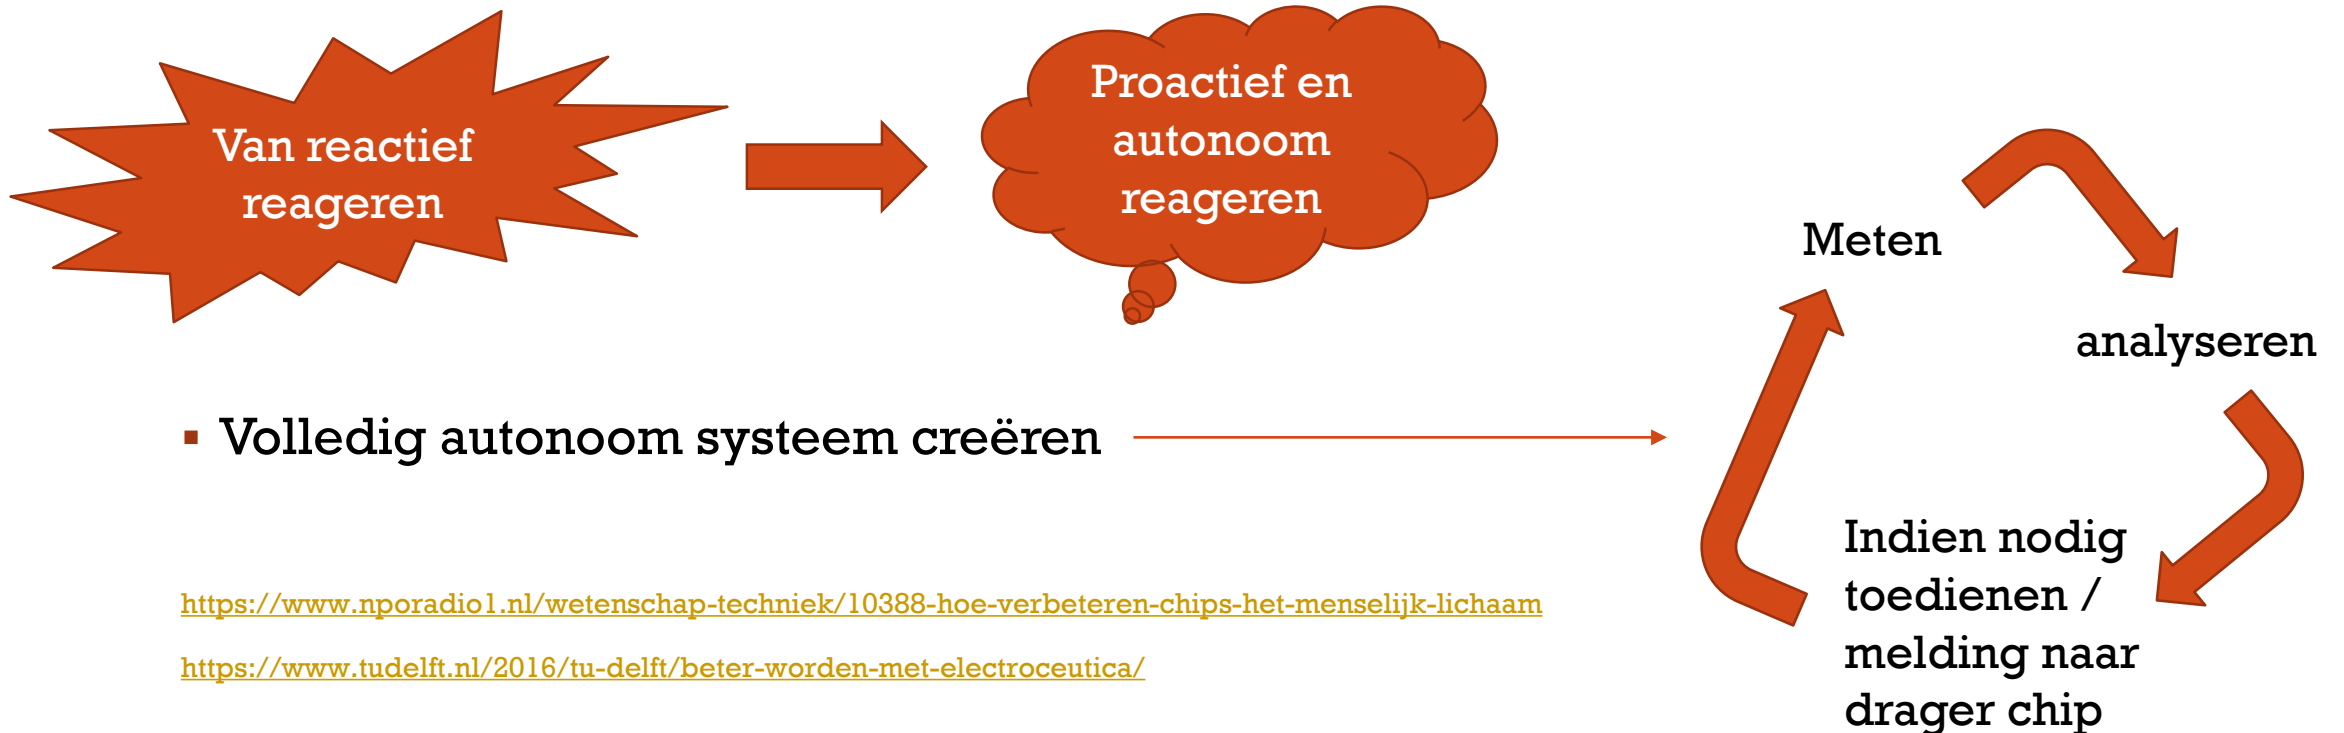 Van reactief
reageren
Proactief en
autonoom
reageren
Meten
analyseren
▪ Volledig autonoom systeem creëren
Indien nodig
toedienen /
melding naar
drager chip
https://www.nporadio1.nl/wetenschap-techniek/10388-hoe-verbeteren-chips-het-menselijk-lichaam
https://www.tudelft.nl/2016/tu-delft/beter-worden-met-electroceutica/